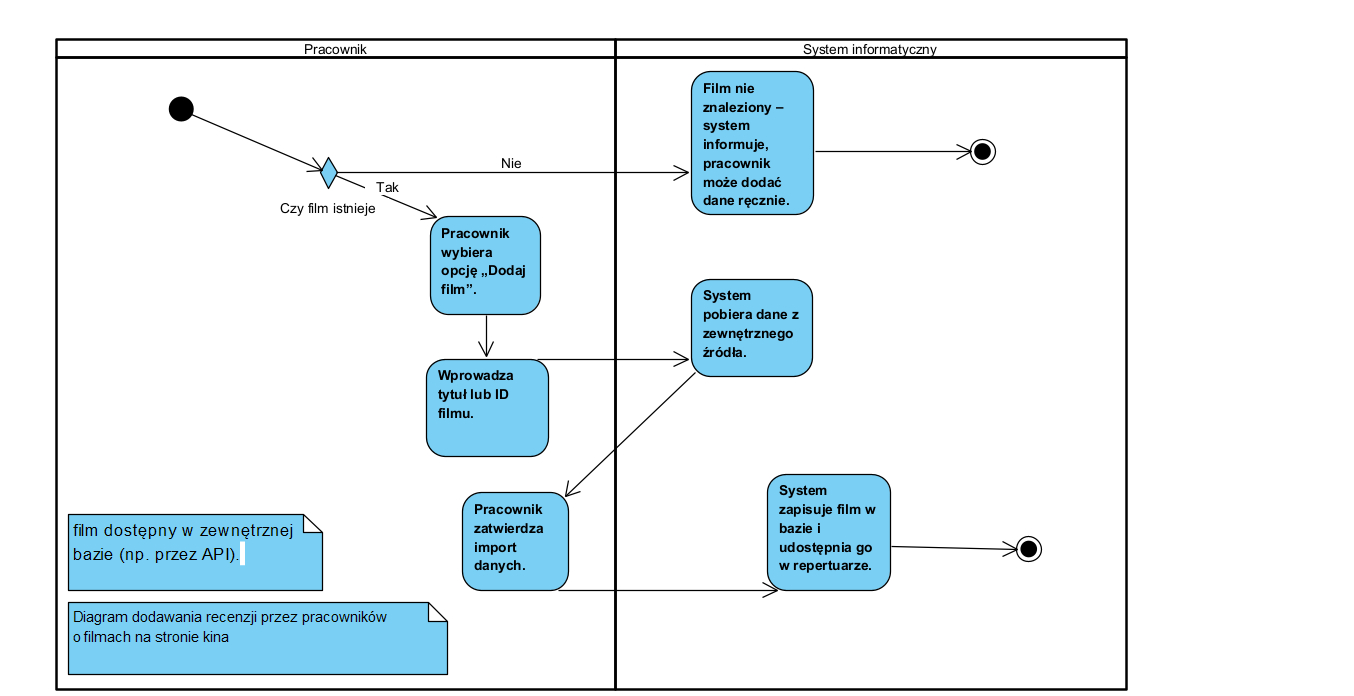 Pracownik
System informatyczny
Film nie
znaleziony –
system
informuje,
pracownik
może dodać
dane ręcznie.
Nie
Tak
Czy film istnieje
Pracownik
wybiera
opcję „Dodaj
film”.
System
pobiera dane z
zewnętrznego
źródła.
Wprowadza
tytuł lub ID
filmu.
Pracownik
zatwierdza
import
danych.
System
zapisuje film w
bazie i
udostępnia go
w repertuarze.
film dostępny w zewnętrznej
bazie (np. przez API).
Diagram dodawania recenzji przez pracowników
o filmach na stronie kina